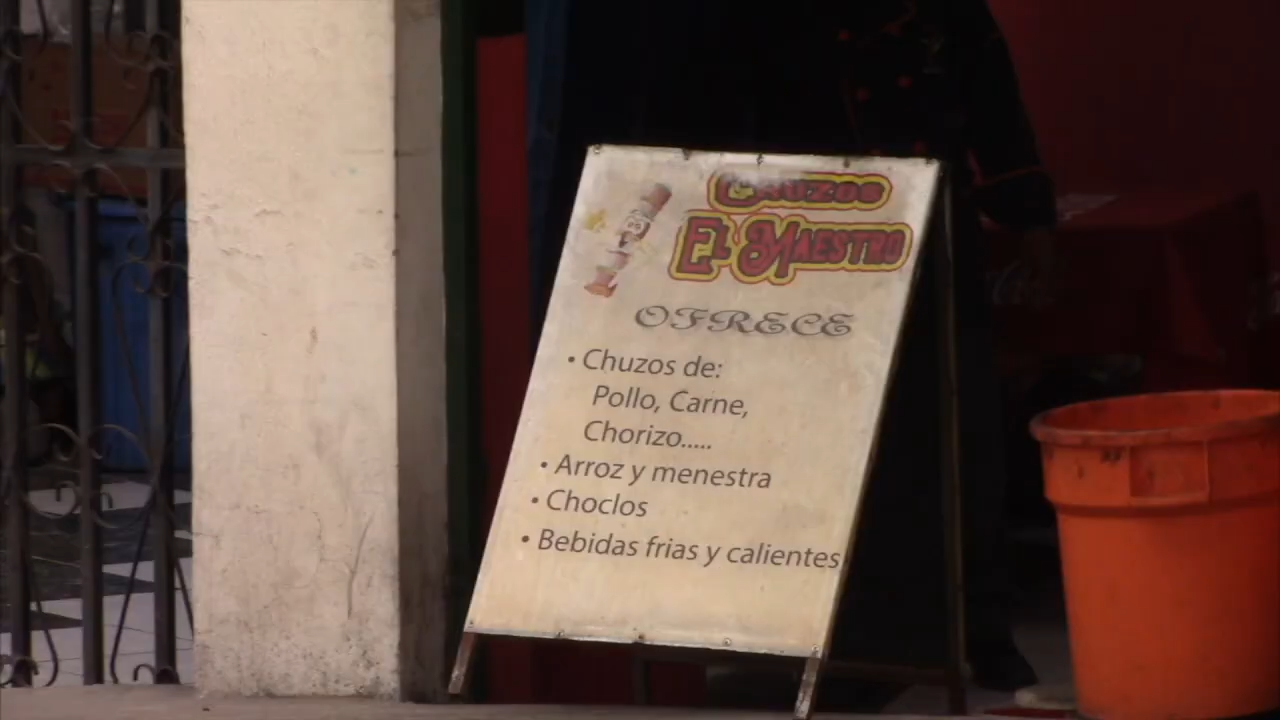 Chuzos
El Maestro
OFRECE
• Chuzos de:
Pollo, Carne,
Chorizo.....
• Arroz y menestra
• Choclos
• Bebidas frias y calientes